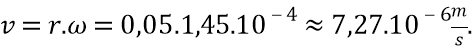 v = r.ω = 0,05.1,45.10⁻⁴ ≈ 7,27.10⁻⁶ m/s.